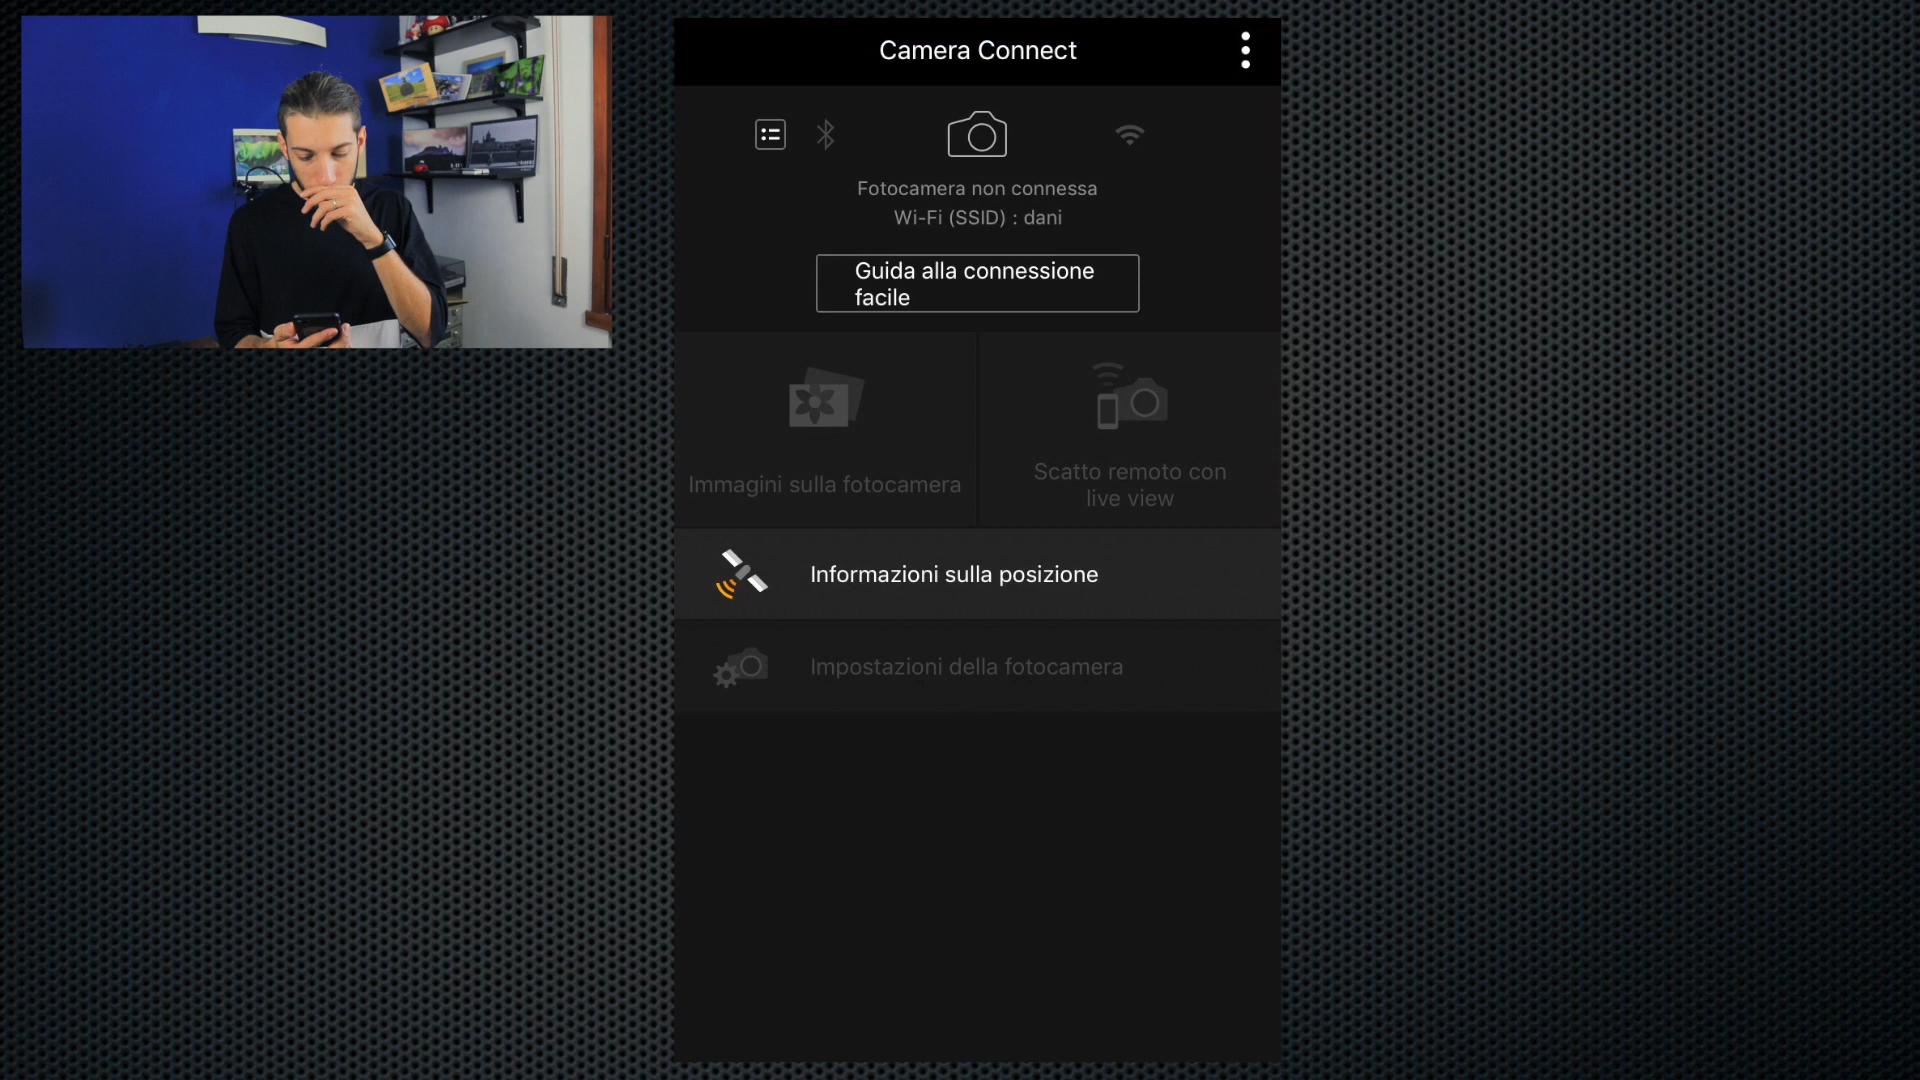 Camera Connect
Fotocamera non connessa
Wi-Fi (SSID) : dani
Guida alla connessione
facile
Immagini sulla fotocamera
Scatto remoto con
live view
Informazioni sulla posizione
Impostazioni della fotocamera